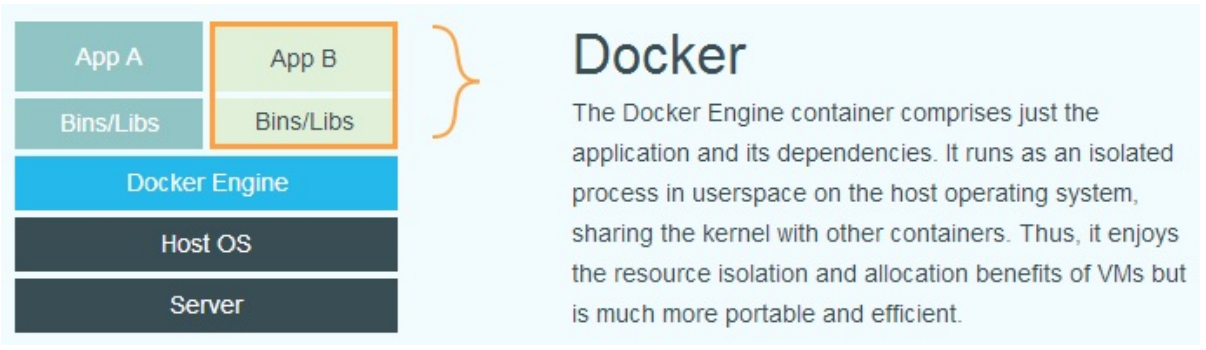 App A
App B
Bins/Libs
Bins/Libs
Docker Engine
Host OS
Server
Docker
The Docker Engine container comprises just the
application and its dependencies. It runs as an isolated
process in userspace on the host operating system,
sharing the kernel with other containers. Thus, it enjoys
the resource isolation and allocation benefits of VMs but
is much more portable and efficient.